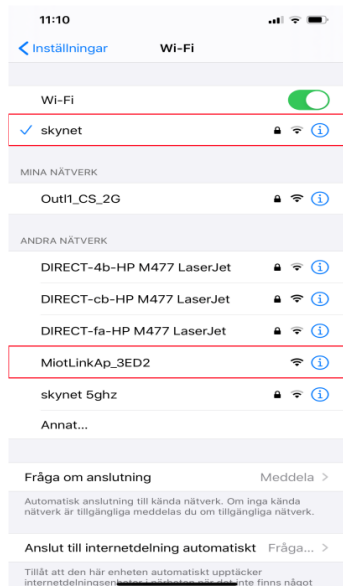 11:10
Inställningar Wi-Fi
Wi-Fi
skynet
MINA NÄTVERK
Outl1_CS_2G
ANDRA NÄTVERK
DIRECT-4b-HP M477 LaserJet
DIRECT-cb-HP M477 LaserJet
DIRECT-fa-HP M477 LaserJet
MiotLinkAp_3ED2
skynet 5ghz
Annat...
Fråga om anslutning Meddela
Automatisk anslutning till kända nätverk. Om inga kända
nätverk är tillgängliga meddelas du om tillgängliga nätverk.
Anslut till internetdelning automatiskt Fråga...
Tillåt att den här enheten automatiskt upptäcker
inte finns något